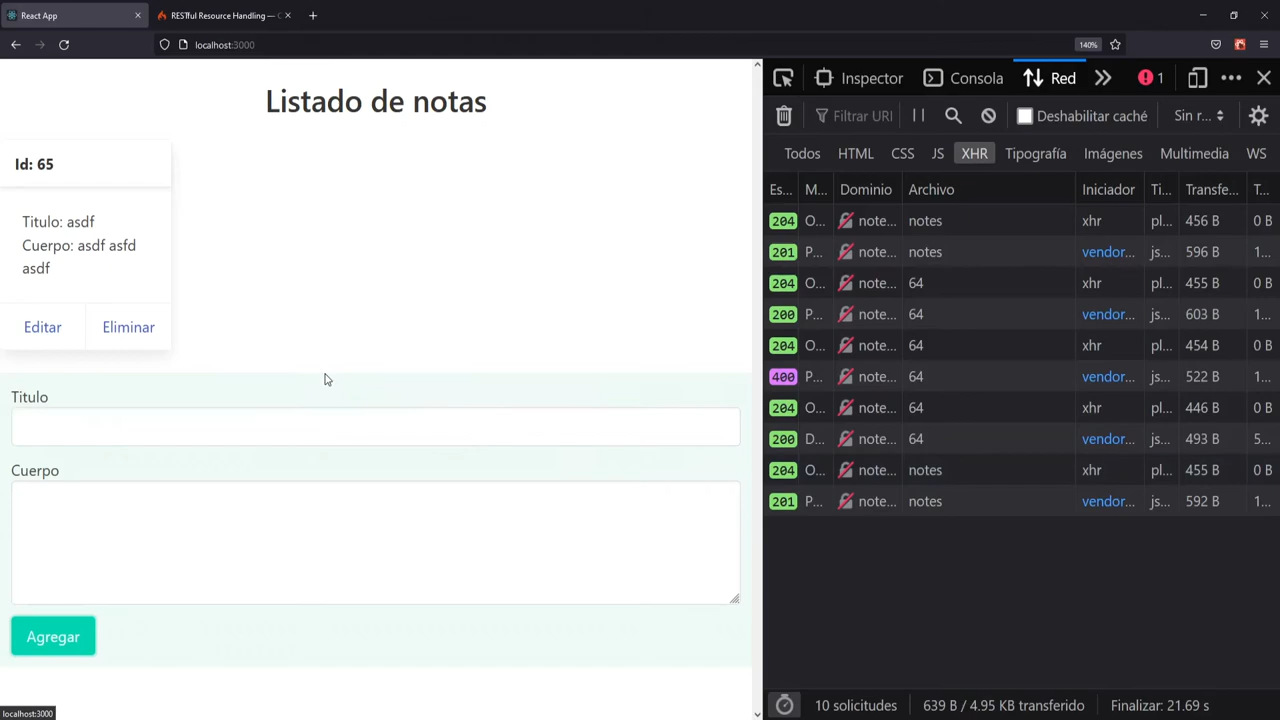 React App
RESTful Resource Handling — C
localhost:3000
140%
Listado de notas
Id: 65
Titulo: asdf
Cuerpo: asdf asfd
asdf
Editar Eliminar
Titulo
Cuerpo
Agregar
localhost:3000
Inspector Consola Red 1
Filtrar URl Deshabilitar caché Sin r...
Todos HTML CSS JS XHR Tipografía Imágenes Multimedia WS
Es... M... Dominio Archivo Iniciador Ti... Transfe... T...
204 O... note... notes xhr pl... 456 B 0 B
201 P... note... notes vendor... js... 596 B 1...
204 O... note... 64 xhr pl... 455 B 0 B
200 P... note... 64 vendor... js... 603 B 1...
204 O... note... 64 xhr pl... 454 B 0 B
400 P... note... 64 vendor... js... 522 B 1...
204 O... note... 64 xhr pl... 446 B 0 B
200 D... note... 64 vendor... js... 493 B 5...
204 O... note... notes xhr pl... 455 B 0 B
201 P... note... notes vendor... js... 592 B 1...
10 solicitudes 639 B / 4.95 KB transferido Finalizar: 21.69 s